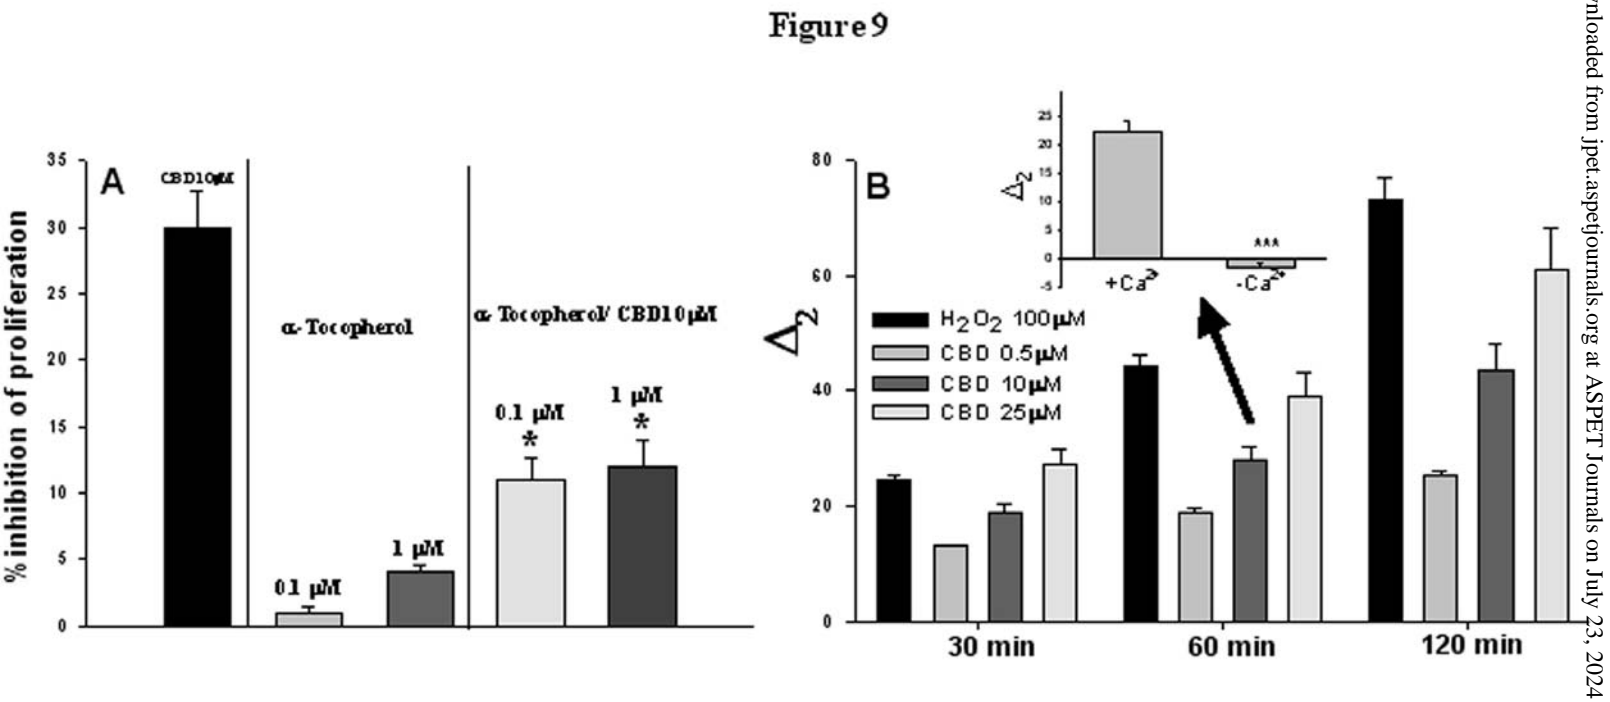 Figure 9
A
% inhibition of proliferation
35
30
25
20
15
10
5
0
CBD10µM
α-Tocopherol
0.1 µM
1 µM
α-Tocopherol/ CBD10µM
0.1 µM
*
1 µM
*
B
Δ2
80
60
40
20
0
H2O2 100µM
CBD 0.5µM
CBD 10µM
CBD 25µM
30 min
60 min
120 min
Δ2
25
20
15
10
5
0
-5
***
+Ca2+
-Ca2+
wnloaded from jpet.aspetjournals.org at ASPET Journals on July 23, 2024